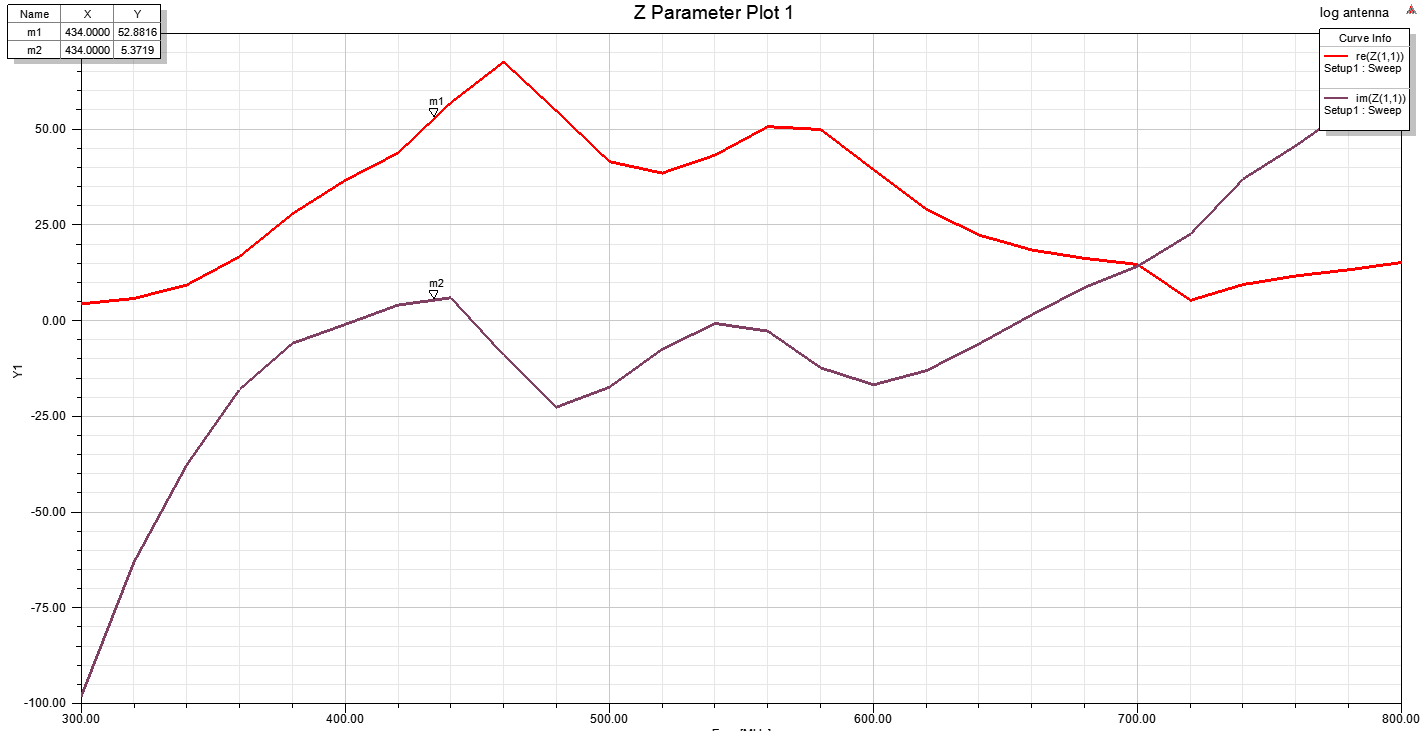 Z Parameter Plot 1
log antenna
Name X Y
m1 434.0000 52.8816
m2 434.0000 5.3719
Curve Info
re(Z(1,1))
Setup1 : Sweep
im(Z(1,1))
Setup1 : Sweep
m1
m2
50.00
25.00
0.00
-25.00
-50.00
-75.00
-100.00
Y1
300.00 400.00 500.00 600.00 700.00 800.00